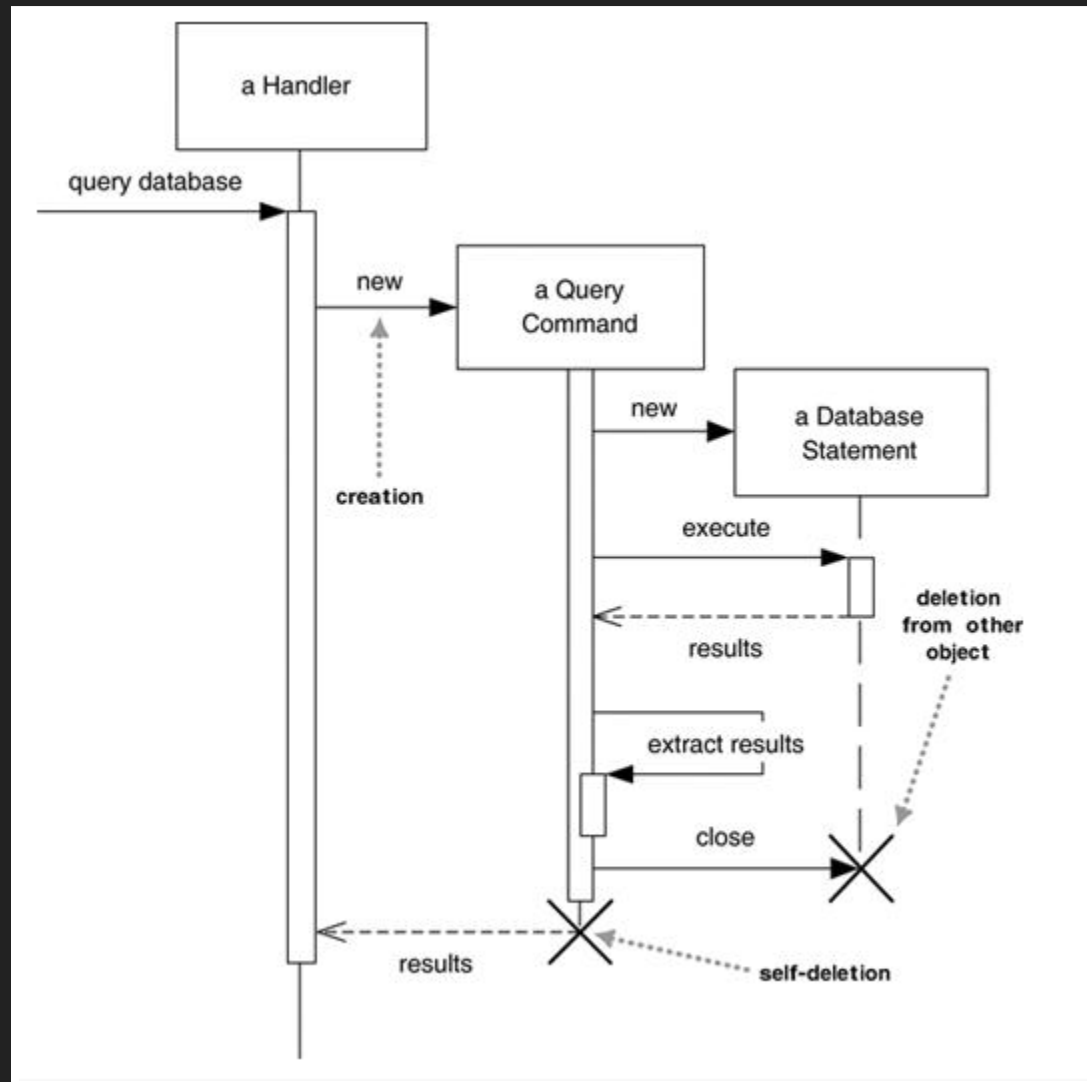 a Handler
query database
new
a Query
Command
new
a Database
Statement
creation
execute
deletion
from other
object
results
extract results
close
results
self-deletion